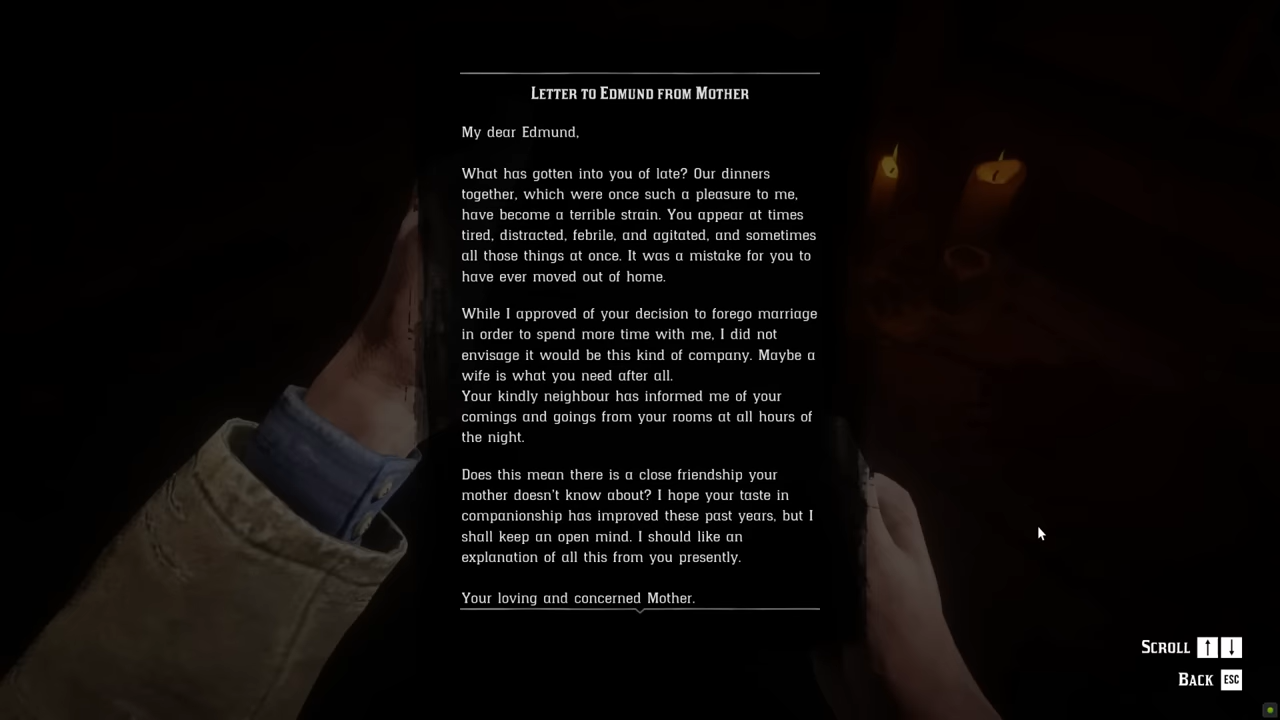 Letter to Edmund from Mother
My dear Edmund,
What has gotten into you of late? Our dinners
together, which were once such a pleasure to me,
have become a terrible strain. You appear at times
tired, distracted, febrile, and agitated, and sometimes
all those things at once. It was a mistake for you to
have ever moved out of home.
While I approved of your decision to forego marriage
in order to spend more time with me, I did not
envisage it would be this kind of company. Maybe a
wife is what you need after all.
Your kindly neighbour has informed me of your
comings and goings from your rooms at all hours of
the night.
Does this mean there is a close friendship your
mother doesn't know about? I hope your taste in
companionship has improved these past years, but I
shall keep an open mind. I should like an
explanation of all this from you presently.
Your loving and concerned Mother.
Scroll ↑ ↓
Back ESC